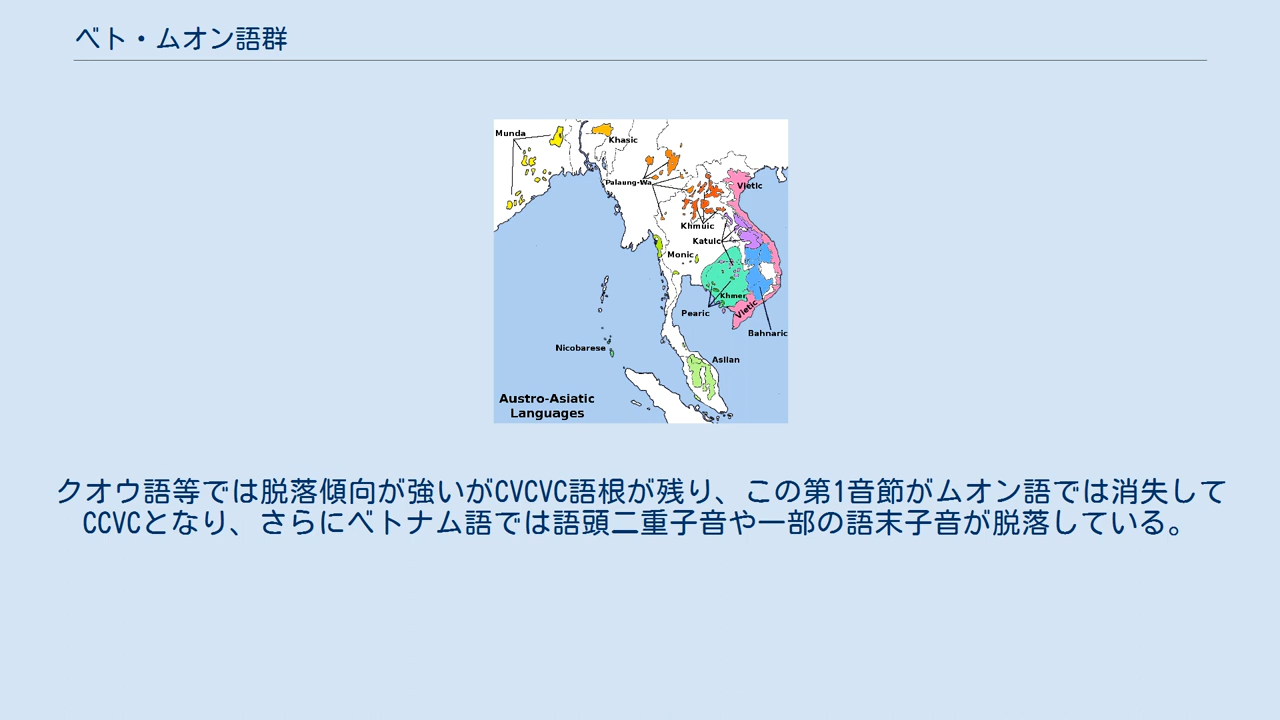 ベト・ムオン語群
Munda
Khasic
Palaung-Wa
Vietic
Khmuic
Katuic
Monic
Khmer
Pearic
Vietic
Bahnaric
Nicobarese
Aslian
Austro-Asiatic
Languages
クオウ語等では脱落傾向が強いがCVCVC語根が残り、この第1音節がムオン語では消失して
CCVCとなり、さらにベトナム語では語頭二重子音や一部の語末子音が脱落している。